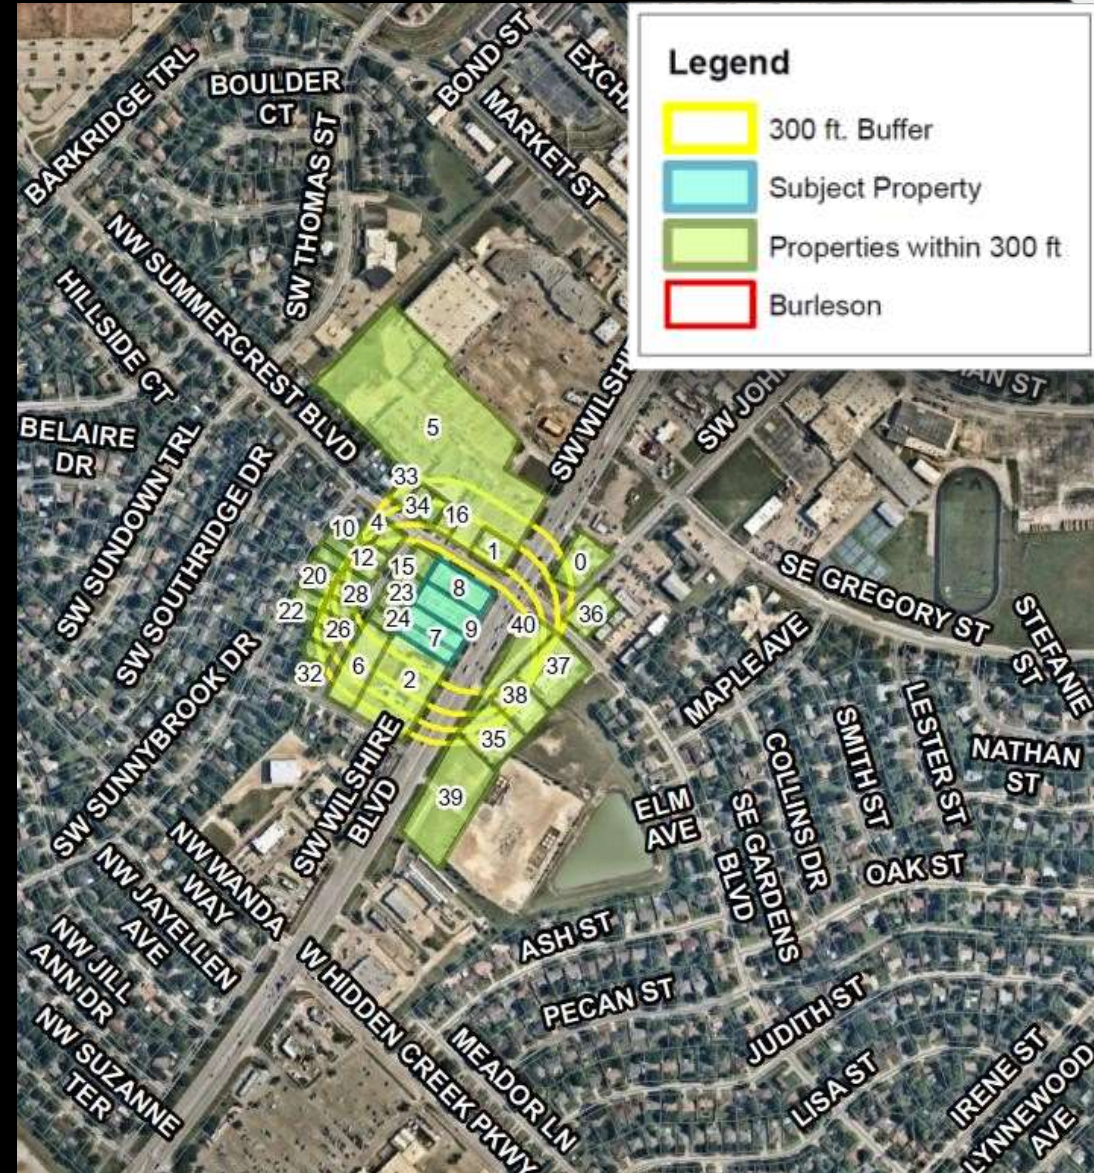 Legend
300 ft. Buffer
Subject Property
Properties within 300 ft
Burleson
BARKRIDGE TRL
BOULDER
CT
BOND ST
MARKET ST
SW THOMAS ST
NW SUMMERCREST BLVD
HILLSIDE CT
BELAIRE
DR
SW SUNDOWN TRL
SW SOUTHRIDGE DR
SW SUNNYBROOK DR
SE GREGORY ST
STEFANIE
ST
MAPLE AVE
LESTER ST
SMITH ST
COLLINS DR
NATHAN
ST
ELM
AVE
SE GARDENS
BLVD
OAK ST
SW WILSHIRE
BLVD
NW WANDA
WAY
NW JAYELLEN
AVE
NW JILL
ANN DR
NW SUZANNE
TER
W HIDDEN CREEK PKWY
MEADOR LN
ASH ST
PECAN ST
JUDITH ST
LISA ST
IRENE ST
LYNNEWOOD
AVE
5
33
34
16
4
10
12
15
1
0
20
28
23
8
22
24
26
7
9
40
36
32
6
2
37
38
35
39